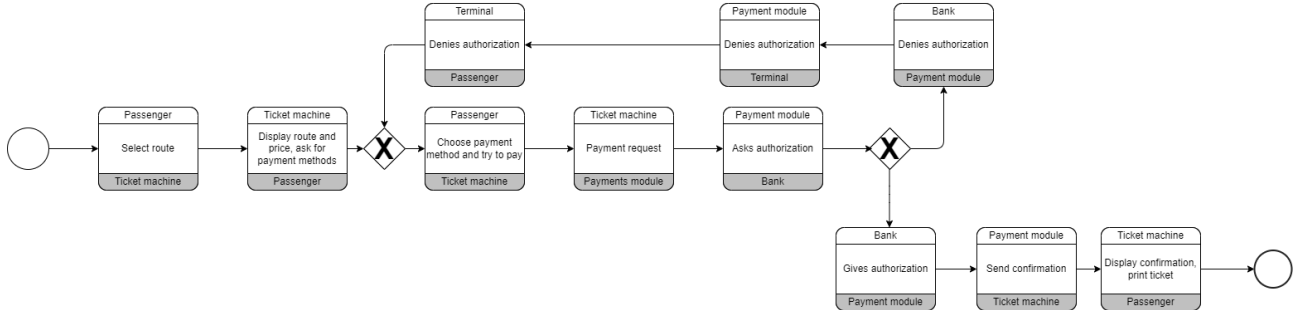 Terminal
Denies authorization
Passenger
Payment module
Denies authorization
Terminal
Bank
Denies authorization
Payment module
Passenger
Select route
Ticket machine
Ticket machine
Display route and
price, ask for
payment methods
Passenger
X
Passenger
Choose payment
method and try to pay
Ticket machine
Ticket machine
Payment request
Payments module
Payment module
Asks authorization
Bank
X
Bank
Gives authorization
Payment module
Payment module
Send confirmation
Ticket machine
Ticket machine
Display confirmation,
print ticket
Passenger